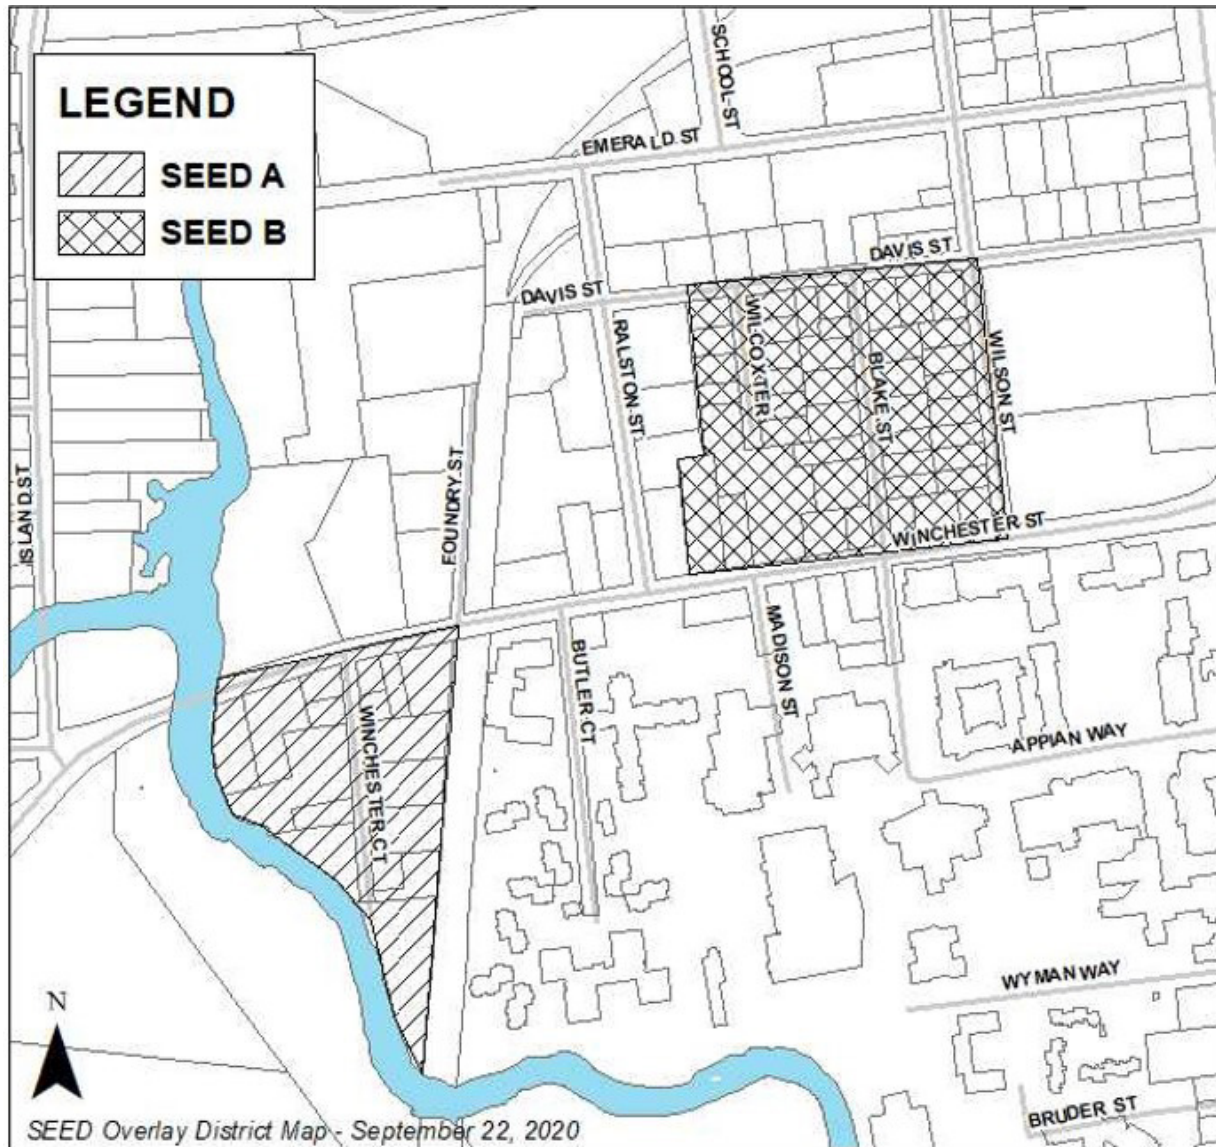 LEGEND
SEED A
SEED B
SCHOOL ST
EMERALD ST
DAVIS ST
DAVIS ST
WILCOX TER
RALSTON ST
BLAKE ST
WILSON ST
ISLAND ST
FOUNDRY ST
WINCHESTER ST
MADISON ST
BUTLER CT
WINCHESTER CT
APPIAN WAY
WYMAN WAY
N
BRUDER ST
SEED Overlay District Map - September 22, 2020